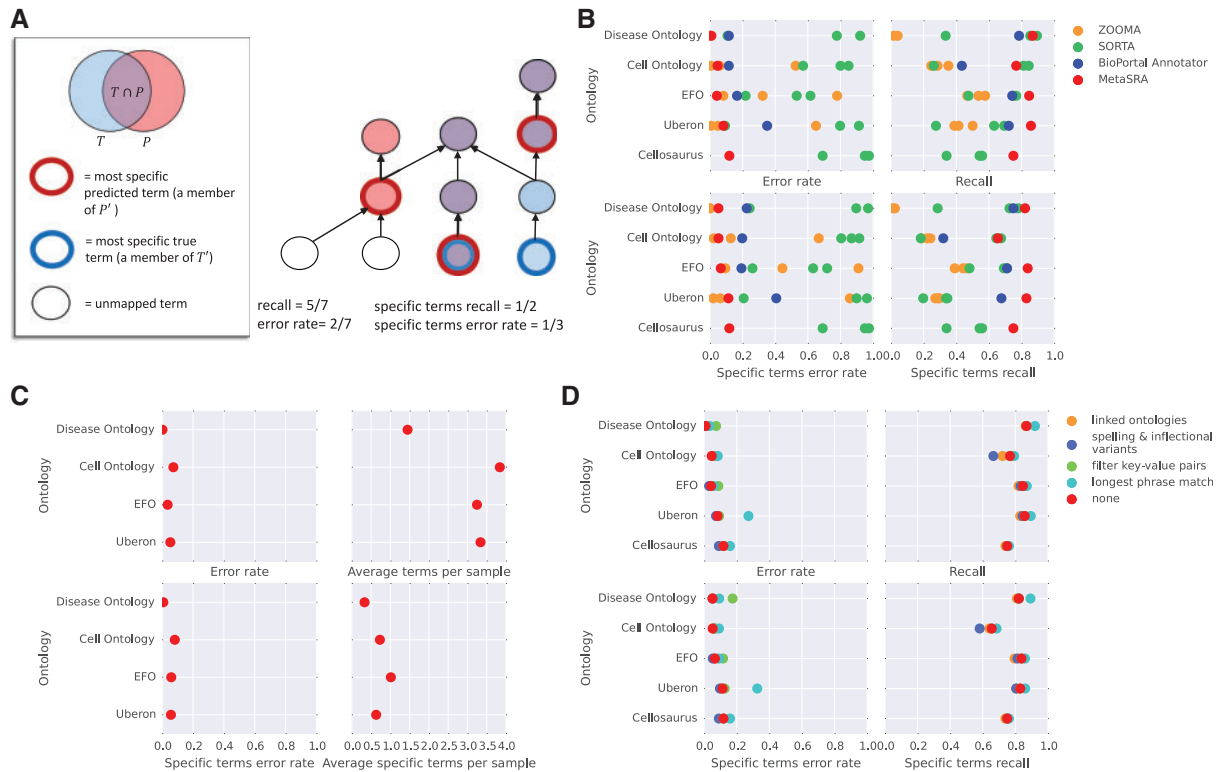 A
T ∩ P
T
P
= most specific
predicted term (a
member
of P′ )
= most specific true
term (a member of T′)
= unmapped term
recall = 5/7
error rate= 2/7
specific terms recall = 1/2
specific terms error rate = 1/3
B
Ontology
Disease Ontology
Cell Ontology
EFO
Uberon
Cellosaurus
Error rate
Recall
ZOOMA
SORTA
BioPortal Annotator
MetaSRA
Ontology
Disease Ontology
Cell Ontology
EFO
Uberon
Cellosaurus
0.0 0.2 0.4 0.6 0.8 1.00.0 0.2 0.4 0.6 0.8 1.0
Specific terms error rate
Specific terms recall
C
Ontology
Disease Ontology
Cell Ontology
EFO
Uberon
Error rate
Average terms per sample
Ontology
Disease Ontology
Cell Ontology
EFO
Uberon
0.0 0.2 0.4 0.6 0.8 1.0
0.0 0.5 1.0 1.5 2.0 2.5 3.0 3.5 4.0
Specific terms error rate
Average specific terms per sample
D
Ontology
Disease Ontology
Cell Ontology
EFO
Uberon
Cellosaurus
Error rate
Recall
linked ontologies
spelling & inflectional
variants
filter key-value pairs
longest phrase match
none
Ontology
Disease Ontology
Cell Ontology
EFO
Uberon
Cellosaurus
0.0 0.2 0.4 0.6 0.8 1.00.0 0.2 0.4 0.6 0.8 1.0
Specific terms error rate
Specific terms recall